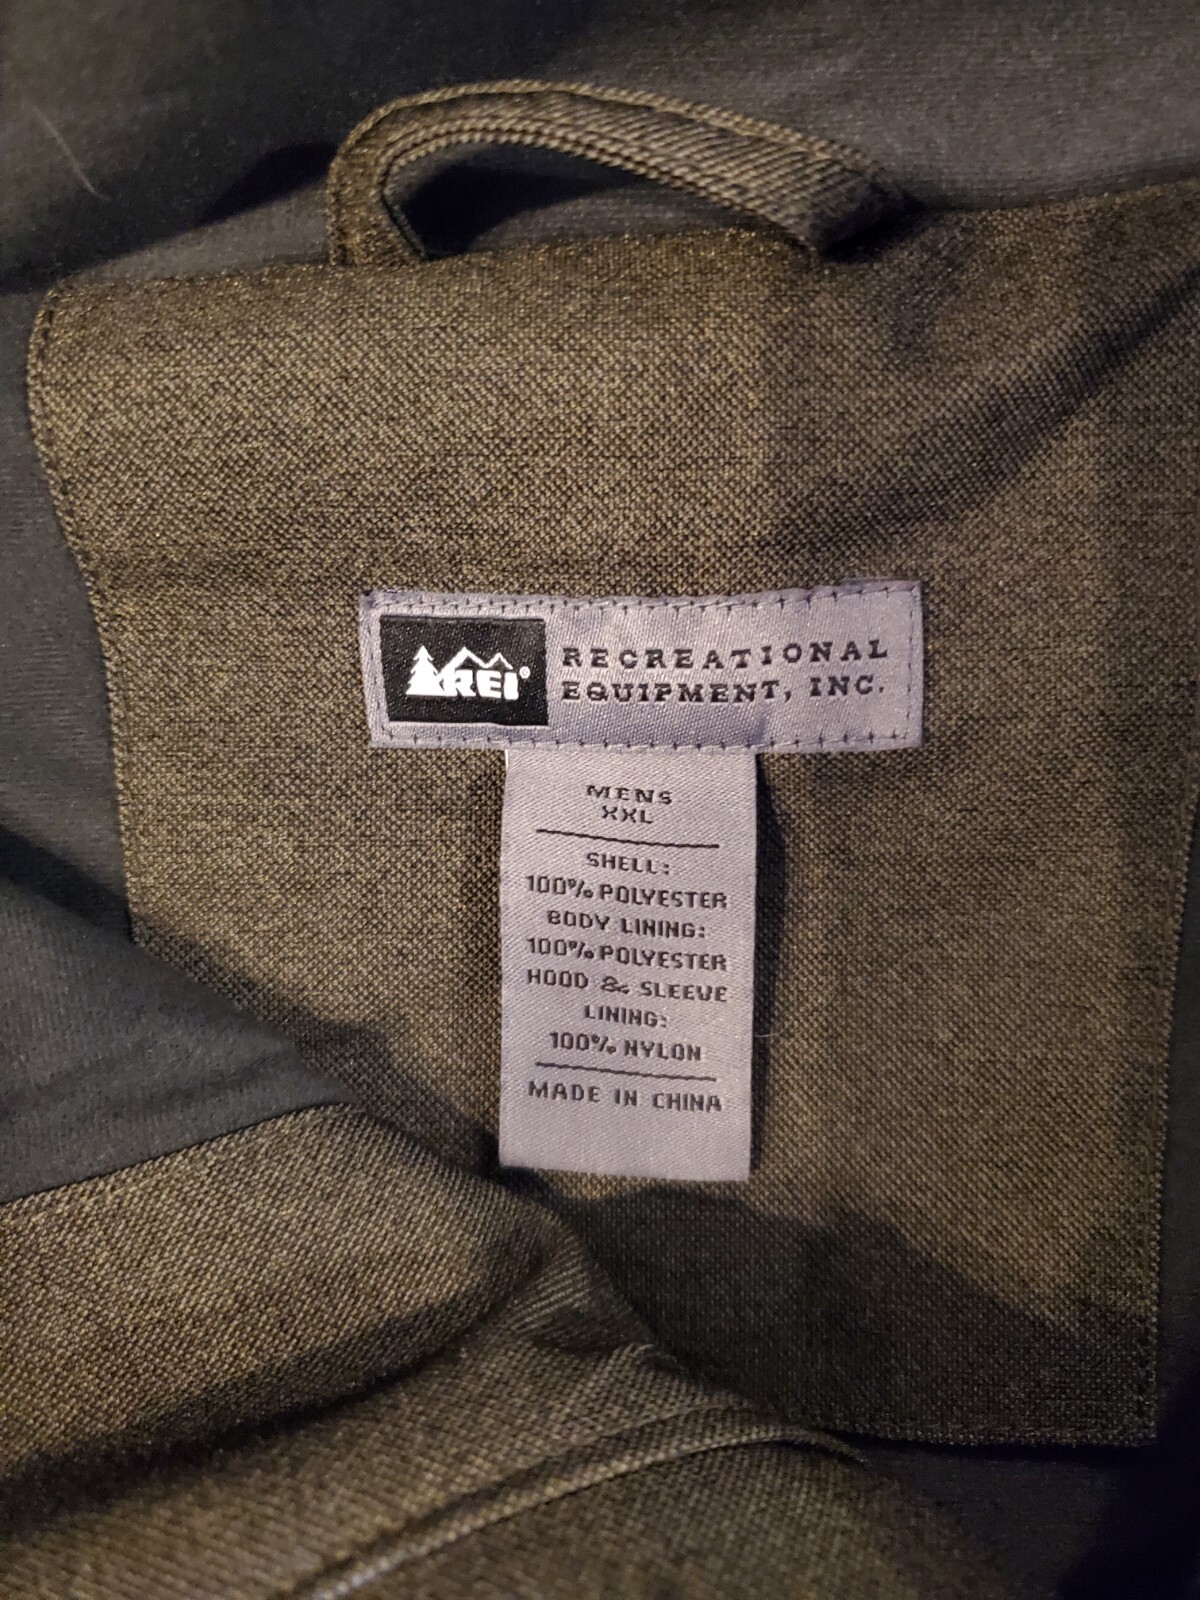 REI®
RECREATIONAL
EQUIPMENT, INC.
MENS
XXL
SHELL:
100% POLYESTER
BODY LINING:
100% POLYESTER
HOOD & SLEEVE
LINING:
100% NYLON
MADE IN CHINA